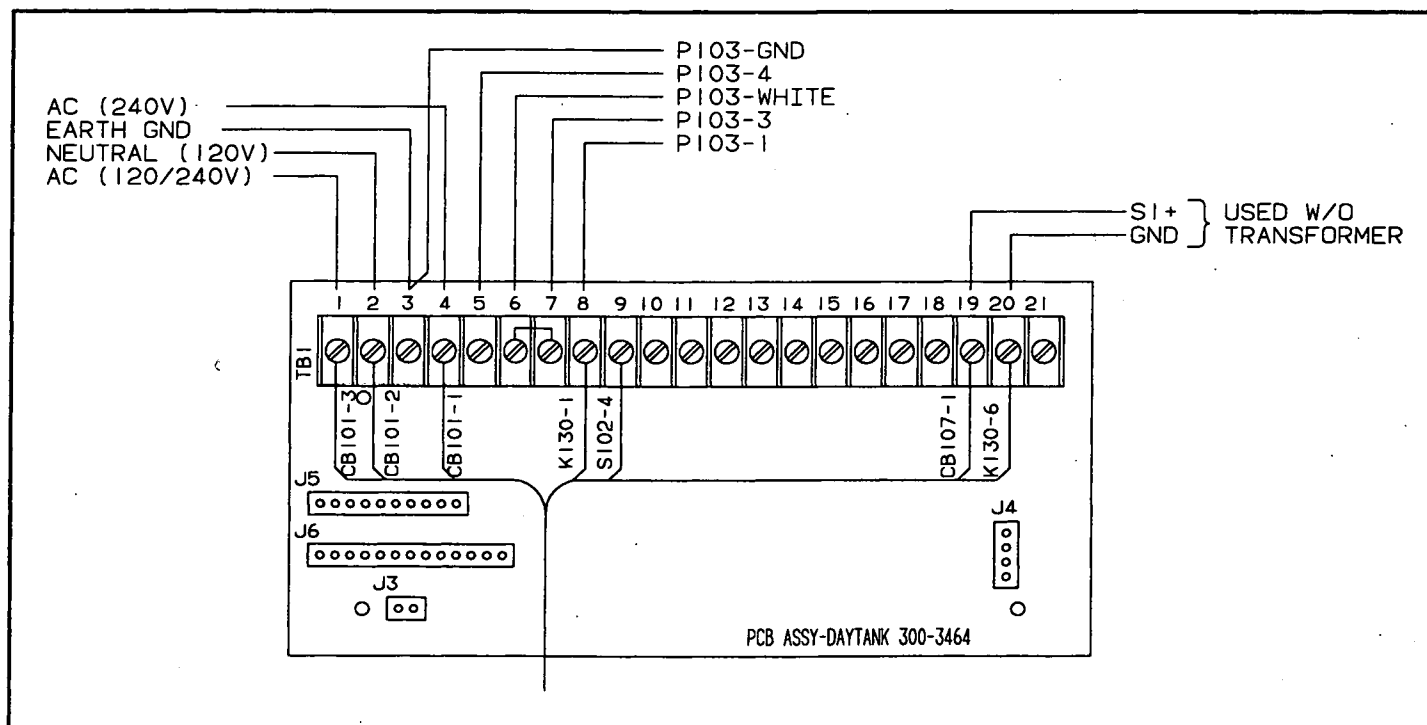 P103-GND
P103-4
P103-WHITE
P103-3
P103-1
AC (240V)
EARTH GND
NEUTRAL (120V)
AC (120/240V)
S1+
GND
USED W/O
TRANSFORMER
1 2 3 4 5 6 7 8 9 10 11 12 13 14 15 16 17 18 19 20 21
TB1
CB101-3
CB101-2
CB101-1
K130-1
S102-4
CB107-1
K130-6
J5
J6
J3
J4
PCB ASSY-DAYTANK 300-3464